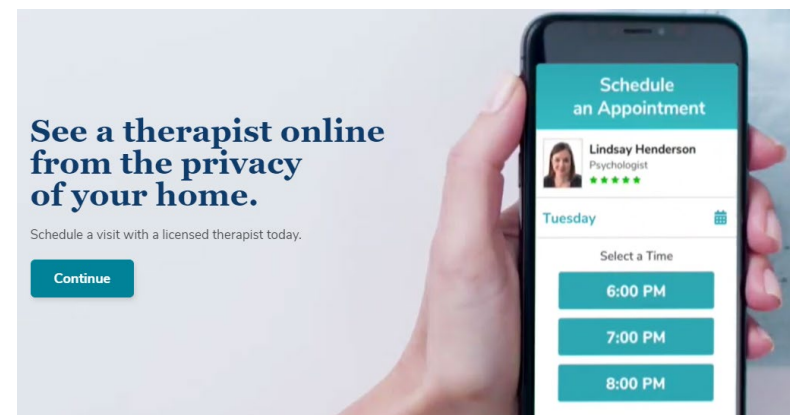 See a therapist online
from the privacy
of your home.
Schedule a visit with a licensed therapist today.
Continue
Schedule
an Appointment
Lindsay Henderson
Psychologist
Tuesday
Select a Time
6:00 PM
7:00 PM
8:00 PM